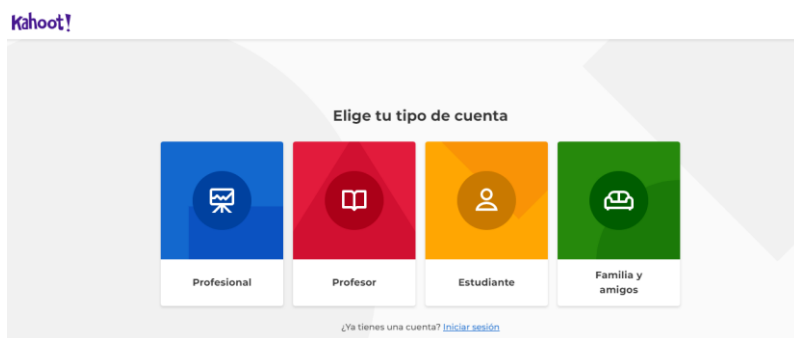 Kahoot!
Elige tu tipo de cuenta
Profesional
Profesor
Estudiante
Familia y
amigos
¿Ya tienes una cuenta? Iniciar sesión